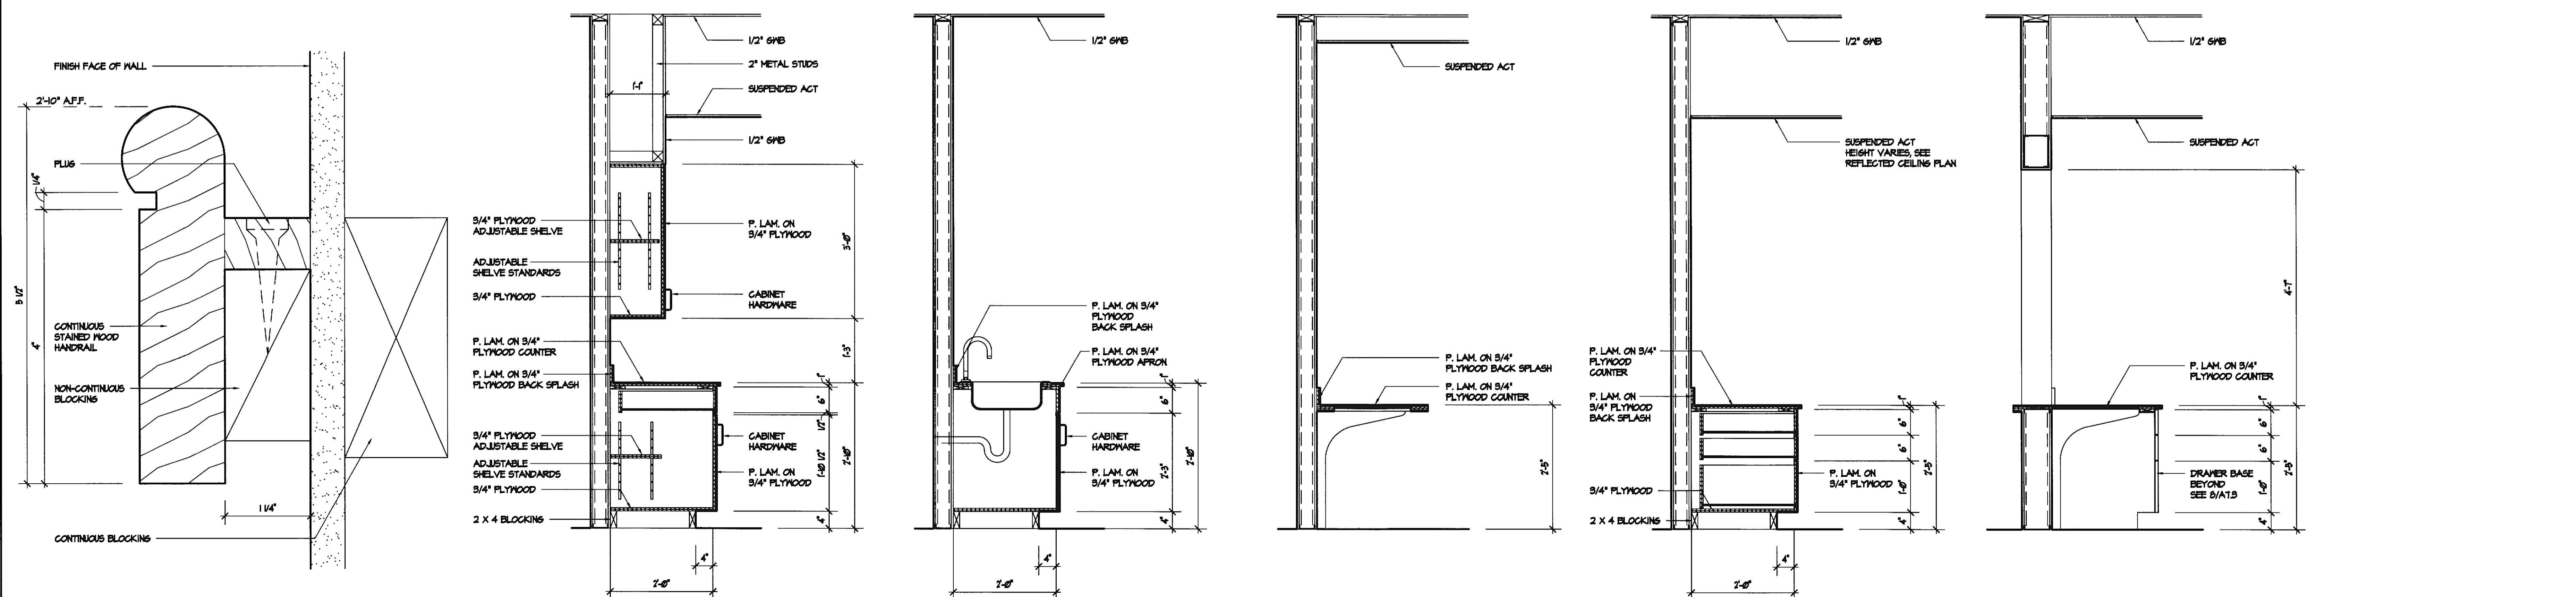 FINISH FACE OF WALL
2'-10" A.F.F.
PLUG
1/4"
5 1/2"
4"
CONTINUOUS
STAINED WOOD
HANDRAIL
NON-CONTINUOUS
BLOCKING
1 1/4"
CONTINUOUS BLOCKING
1/2" GWB
2" METAL STUDS
1'-1"
SUSPENDED ACT
1/2" GWB
3/4" PLYWOOD
ADJUSTABLE SHELVE
P. LAM. ON
3/4" PLYWOOD
3'-0"
ADJUSTABLE
SHELVE STANDARDS
3/4" PLYWOOD
CABINET
HARDWARE
P. LAM. ON 3/4"
PLYWOOD COUNTER
1'-3"
P. LAM. ON 3/4"
PLYWOOD BACK SPLASH
1"
6"
1/2"
3/4" PLYWOOD
ADJUSTABLE SHELVE
CABINET
HARDWARE
ADJUSTABLE
SHELVE STANDARDS
P. LAM. ON
3/4" PLYWOOD
1'-10 1/2"
2'-10"
3/4" PLYWOOD
2 X 4 BLOCKING
4"
4"
2'-0"
1/2" GWB
P. LAM. ON 3/4"
PLYWOOD
BACK SPLASH
P. LAM. ON 3/4"
PLYWOOD APRON
1"
6"
CABINET
HARDWARE
P. LAM. ON
3/4" PLYWOOD
2'-3"
2'-10"
4"
4"
2'-0"
SUSPENDED ACT
P. LAM. ON 3/4"
PLYWOOD BACK SPLASH
P. LAM. ON 3/4"
PLYWOOD COUNTER
2'-5"
1/2" GWB
SUSPENDED ACT
HEIGHT VARIES, SEE
REFLECTED CEILING PLAN
P. LAM. ON 3/4"
PLYWOOD
COUNTER
P. LAM. ON
3/4" PLYWOOD
BACK SPLASH
1"
6"
6"
P. LAM. ON
3/4" PLYWOOD
1'-0"
2'-5"
3/4" PLYWOOD
2 X 4 BLOCKING
4"
4"
2'-0"
1/2" GWB
SUSPENDED ACT
4'-7"
P. LAM. ON 3/4"
PLYWOOD COUNTER
1"
6"
6"
DRAWER BASE
BEYOND
SEE 8/A7.3
1'-0"
2'-5"
4"